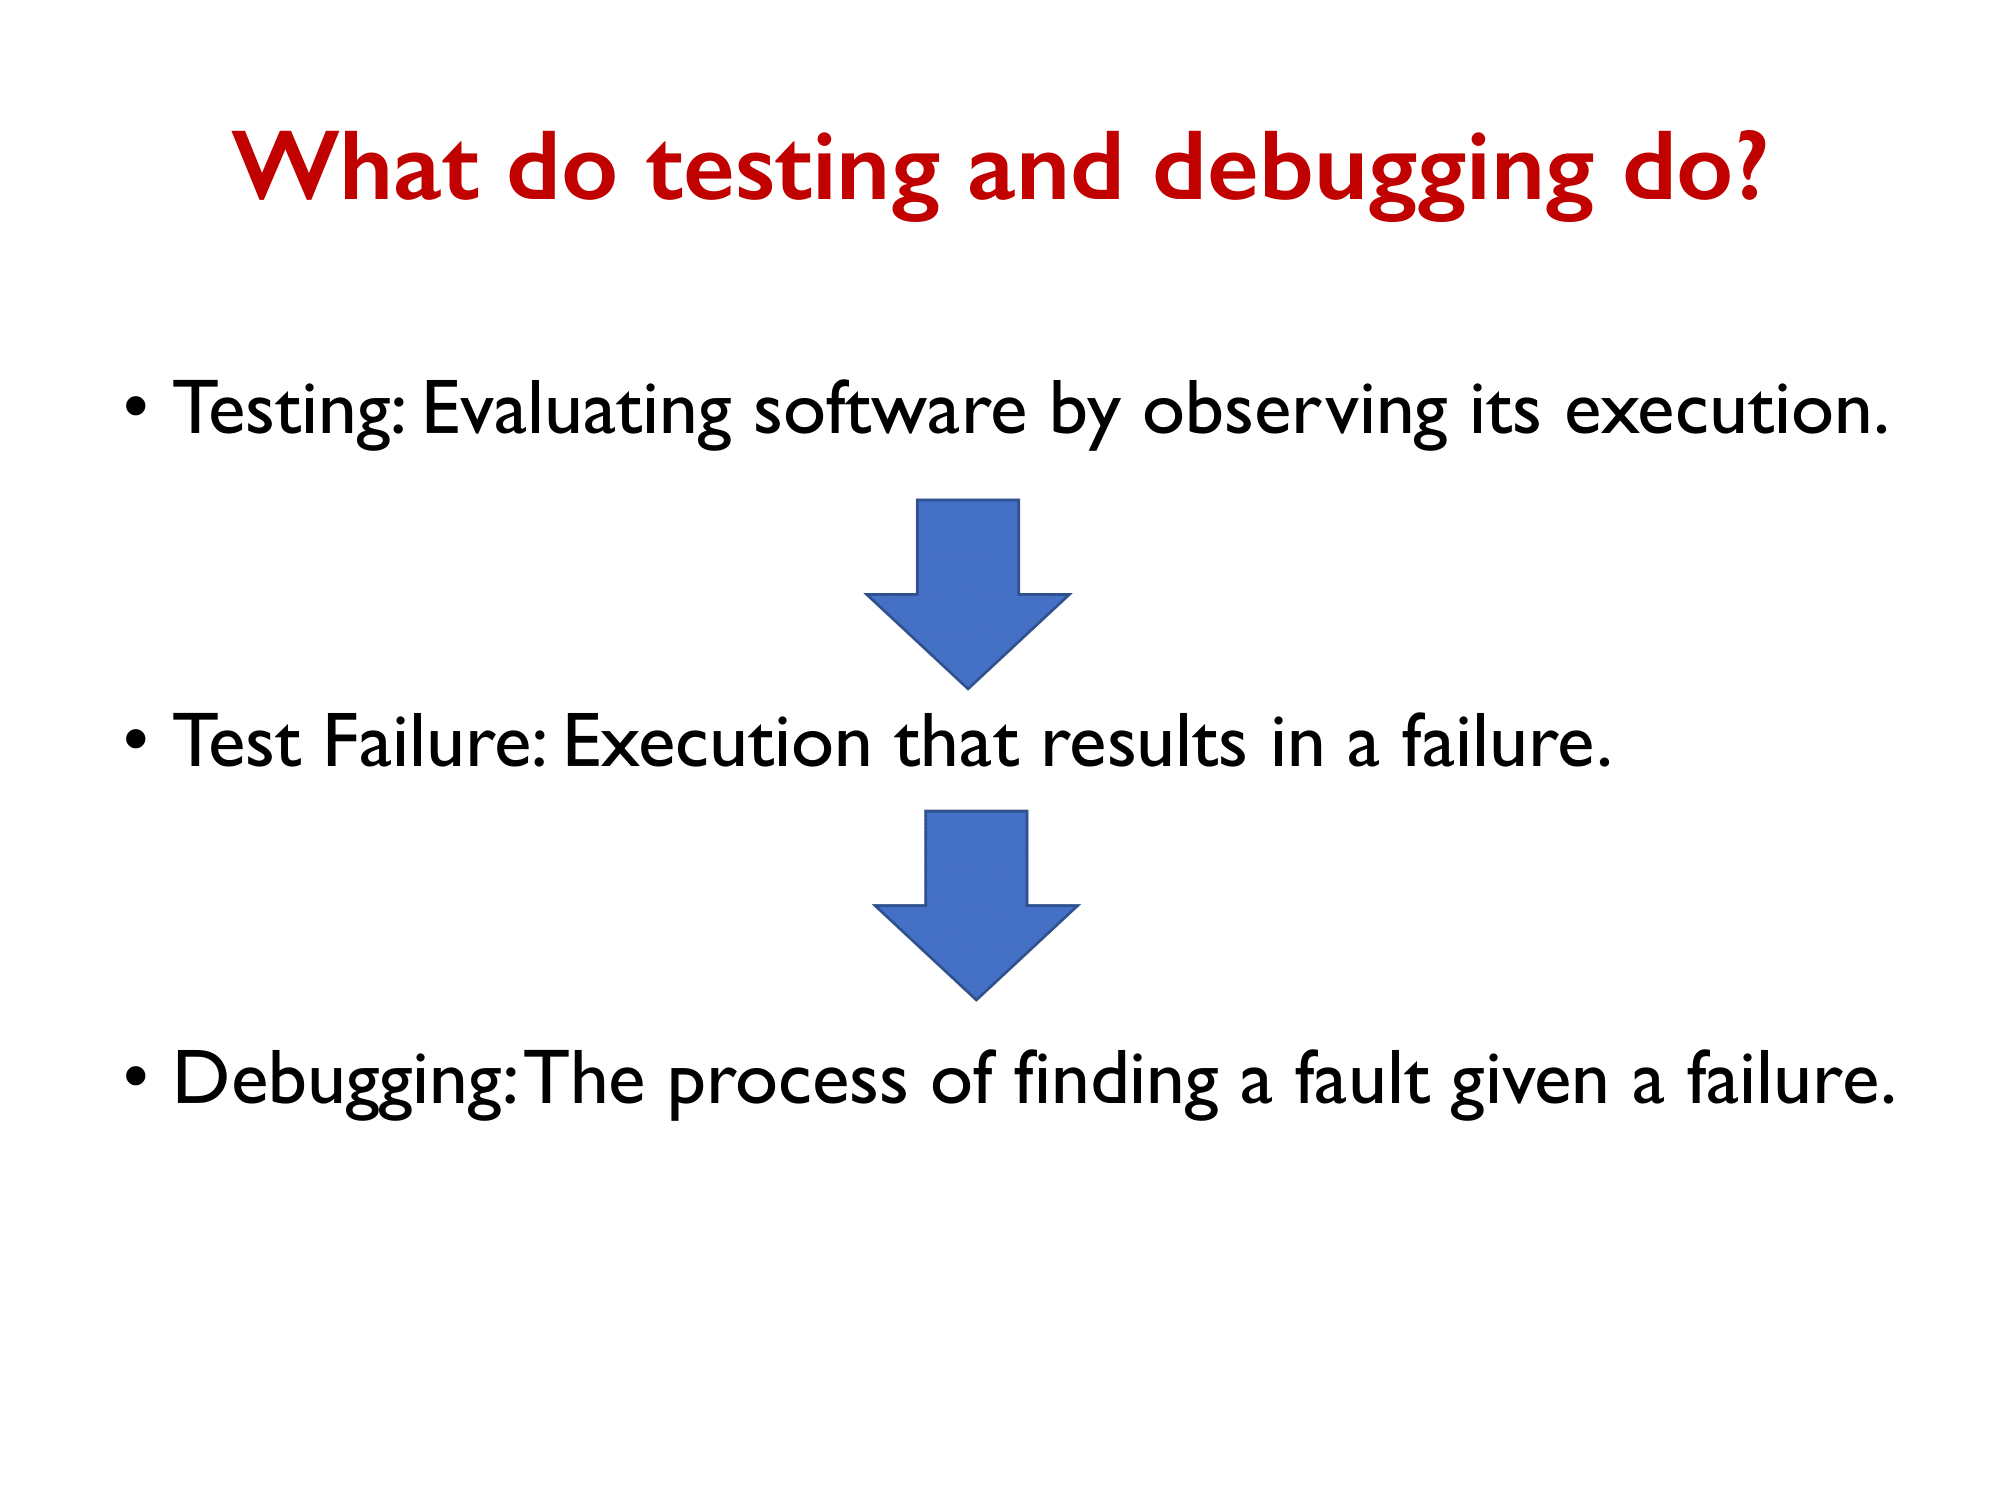 What do testing and debugging do?
• Testing: Evaluating software by observing its execution.
• Test Failure: Execution that results in a failure.
• Debugging: The process of finding a fault given a failure.